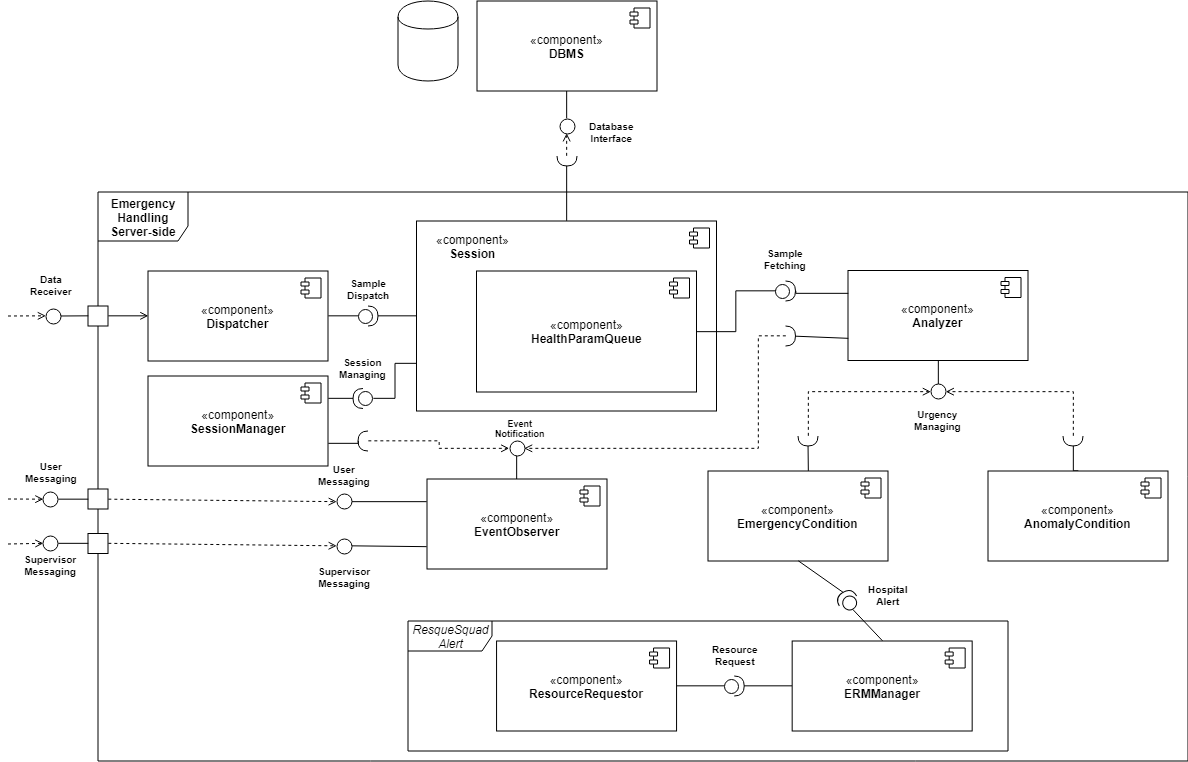 «component»
DBMS
Database
Interface
Emergency
Handling
Server-side
«component»
Session
Data
Receiver
«component»
Dispatcher
Sample
Dispatch
«component»
HealthParamQueue
Sample
Fetching
«component»
Analyzer
Session
Managing
«component»
SessionManager
Event
Notification
Urgency
Managing
User
Messaging
User
Messaging
«component»
EventObserver
«component»
EmergencyCondition
«component»
AnomalyCondition
Supervisor
Messaging
Supervisor
Messaging
Hospital
Alert
ResqueSquad
Alert
«component»
ResourceRequestor
Resource
Request
«component»
ERMManager